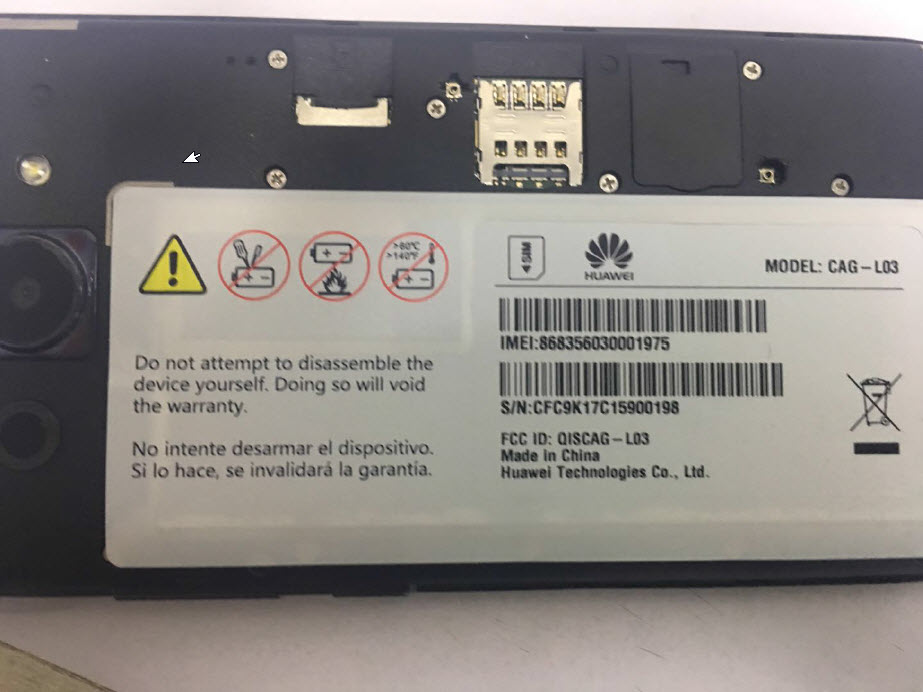 >60°C
>140°F
SIM
HUAWEI
MODEL: CAG-L03
IMEI:868356030001975
S/N:CFC9K17C15900198
FCC ID: QISCAG-L03
Made in China
Huawei Technologies Co., Ltd.
Do not attempt to disassemble the
device yourself. Doing so will void
the warranty.
No intente desarmar el dispositivo.
Si lo hace, se invalidará la garantía.